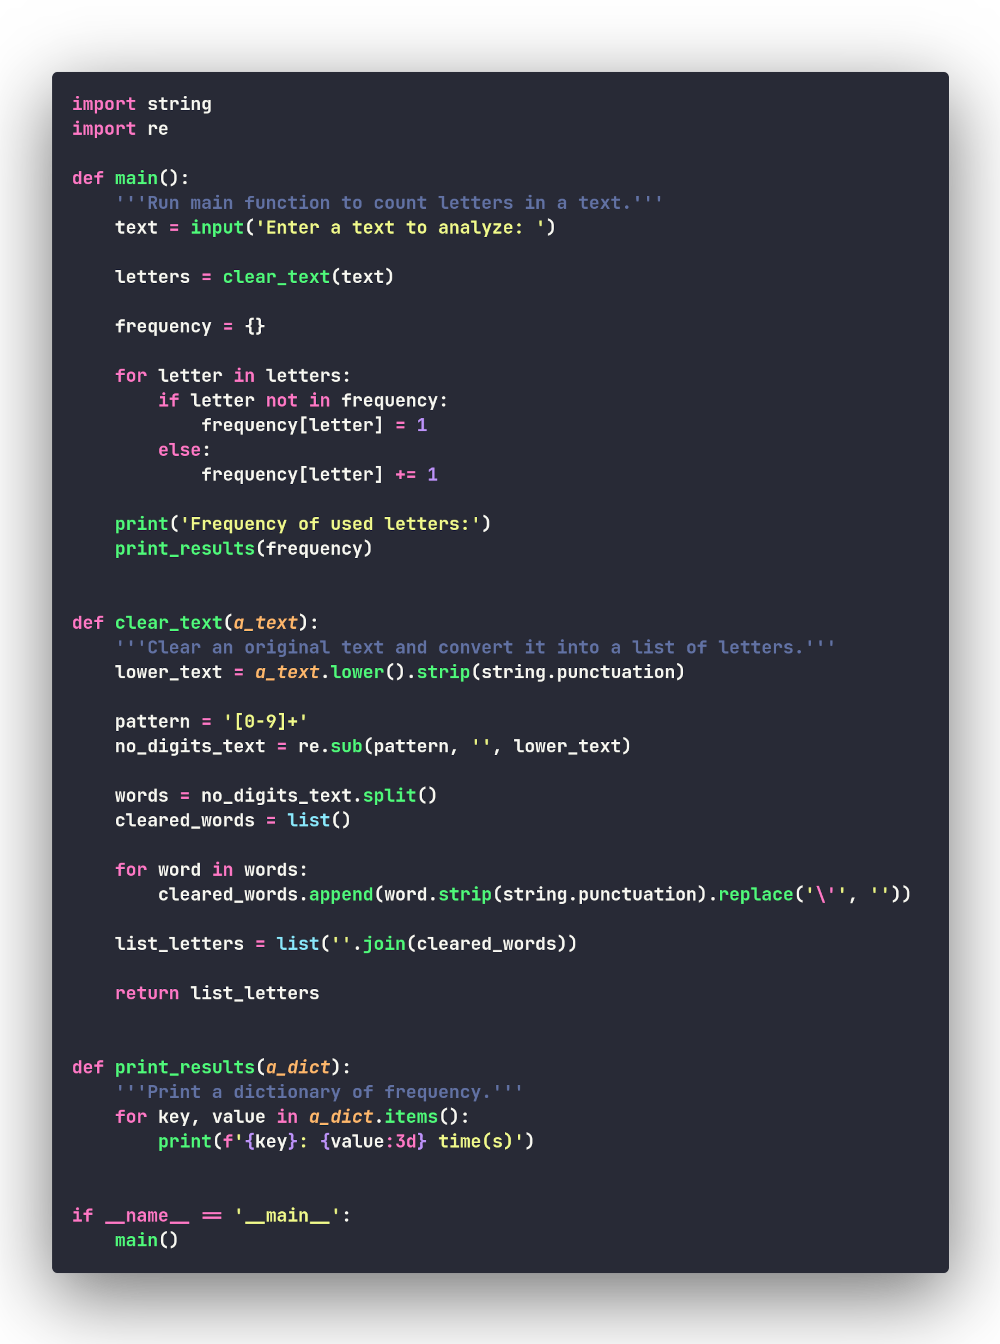 import string
import re

def main():
    '''Run main function to count letters in a text.'''
    text = input('Enter a text to analyze: ')

    letters = clear_text(text)

    frequency = {}

    for letter in letters:
        if letter not in frequency:
            frequency[letter] = 1
        else:
            frequency[letter] += 1

    print('Frequency of used letters:')
    print_results(frequency)


def clear_text(a_text):
    '''Clear an original text and convert it into a list of letters.'''
    lower_text = a_text.lower().strip(string.punctuation)

    pattern = '[0-9]+'
    no_digits_text = re.sub(pattern, '', lower_text)

    words = no_digits_text.split()
    cleared_words = list()

    for word in words:
        cleared_words.append(word.strip(string.punctuation).replace('\'', ''))

    list_letters = list(''.join(cleared_words))

    return list_letters


def print_results(a_dict):
    '''Print a dictionary of frequency.'''
    for key, value in a_dict.items():
        print(f'{key}: {value:3d} time(s)')


if __name__ == '__main__':
    main()